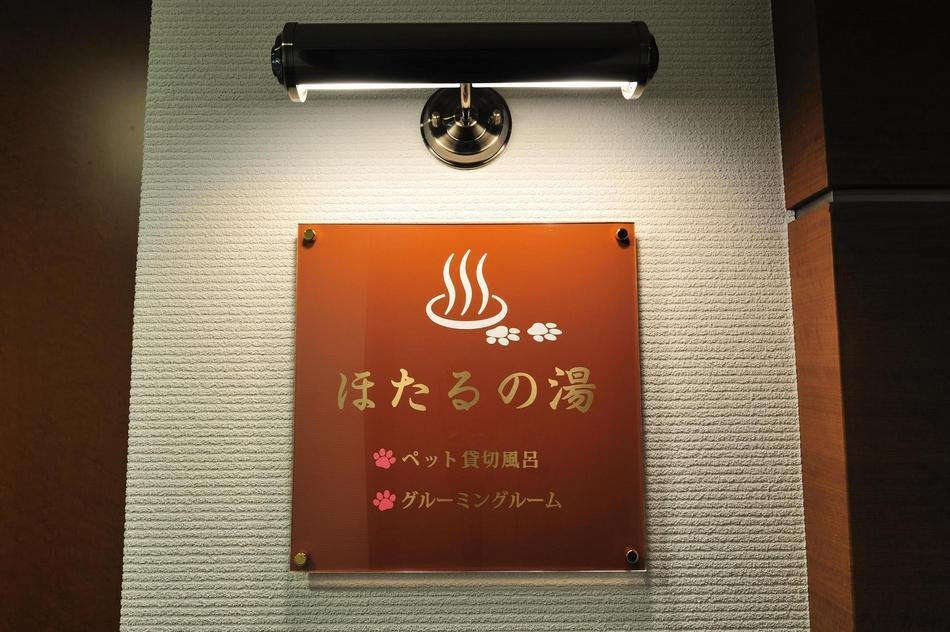 ほたるの湯
ペット貸切風呂
グルーミングルーム